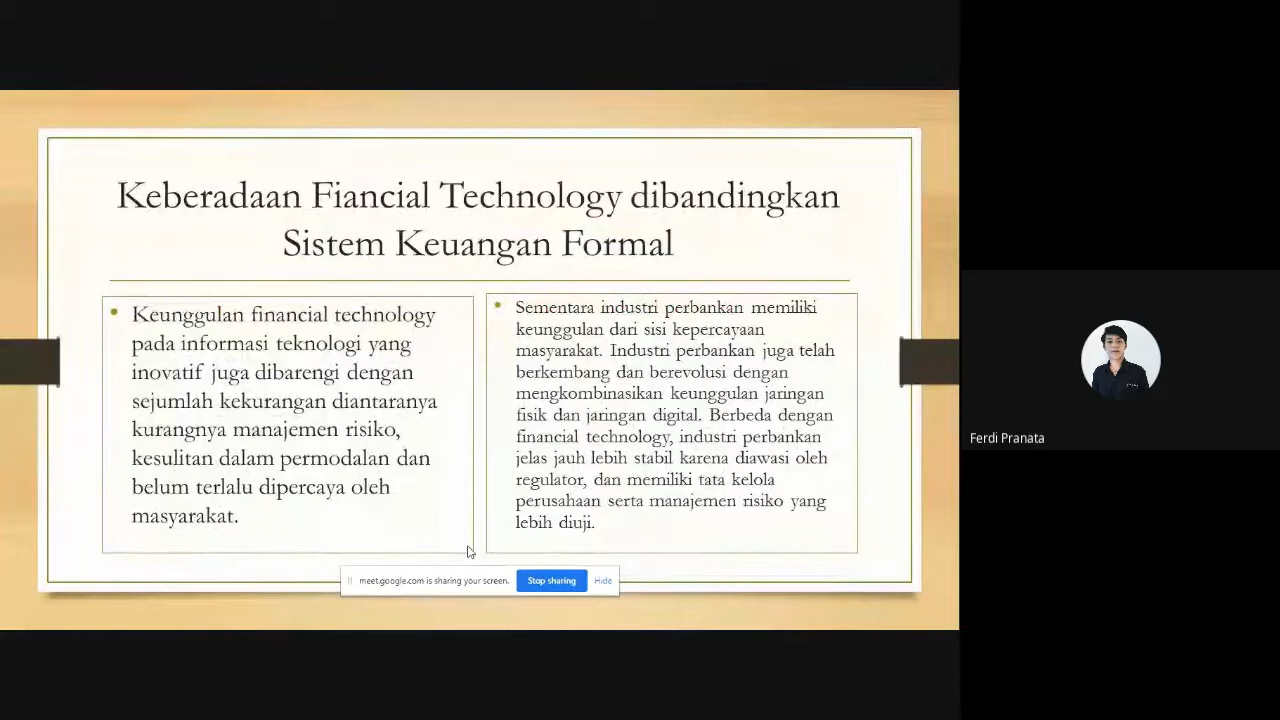 Keberadaan Fiancial Technology dibandingkan
Sistem Keuangan Formal
Keunggulan financial technology
pada informasi teknologi yang
inovatif juga dibarengi dengan
sejumlah kekurangan diantaranya
kurangnya manajemen risiko,
kesulitan dalam permodalan dan
belum terlalu dipercaya oleh
masyarakat.
Sementara industri perbankan memiliki
keunggulan dari sisi kepercayaan
masyarakat. Industri perbankan juga telah
berkembang dan berevolusi dengan
mengkombinasikan keunggulan jaringan
fisik dan jaringan digital. Berbeda dengan
financial technology, industri perbankan
jelas jauh lebih stabil karena diawasi oleh
regulator, dan memiliki tata kelola
perusahaan serta manajemen risiko yang
lebih diuji.
meet.google.com is sharing your screen.
Stop sharing
Hide
Ferdi Pranata